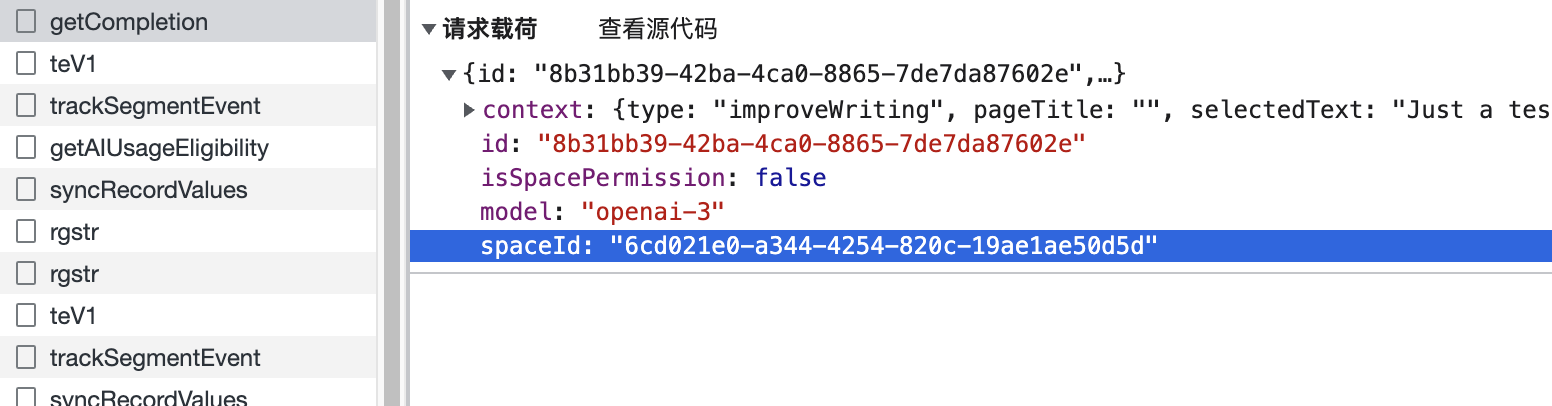 getCompletion
teV1
trackSegmentEvent
getAIUsageEligibility
syncRecordValues
rgstr
rgstr
teV1
trackSegmentEvent
syncRecordValues
请求载荷 查看源代码
{id: "8b31bb39-42ba-4ca0-8865-7de7da87602e",…}
context: {type: "improveWriting", pageTitle: "", selectedText: "Just a tes
id: "8b31bb39-42ba-4ca0-8865-7de7da87602e"
isSpacePermission: false
model: "openai-3"
spaceId: "6cd021e0-a344-4254-820c-19ae1ae50d5d"